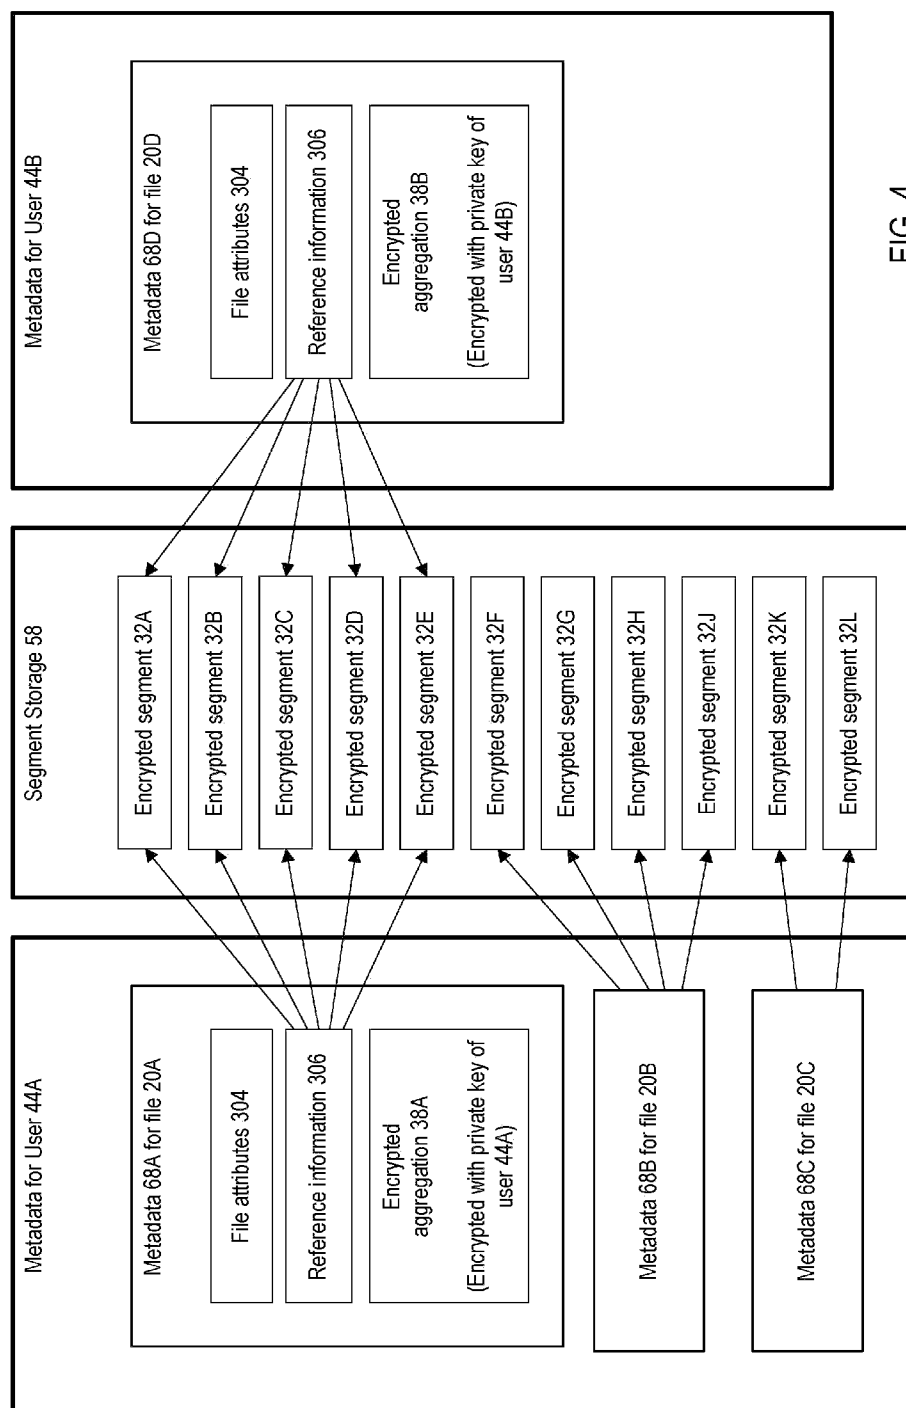 Metadata for User 44A
Metadata 68A for file 20A
File attributes 304
Reference information 306
Encrypted
aggregation 38A
(Encrypted with private key of
user 44A)
Metadata 68B for file 20B
Metadata 68C for file 20C
Segment Storage 58
Encrypted segment 32A
Encrypted segment 32B
Encrypted segment 32C
Encrypted segment 32D
Encrypted segment 32E
Encrypted segment 32F
Encrypted segment 32G
Encrypted segment 32H
Encrypted segment 32J
Encrypted segment 32K
Encrypted segment 32L
Metadata for User 44B
Metadata 68D for file 20D
File attributes 304
Reference information 306
Encrypted
aggregation 38B
(Encrypted with private key of
user 44B)
FIG. 4